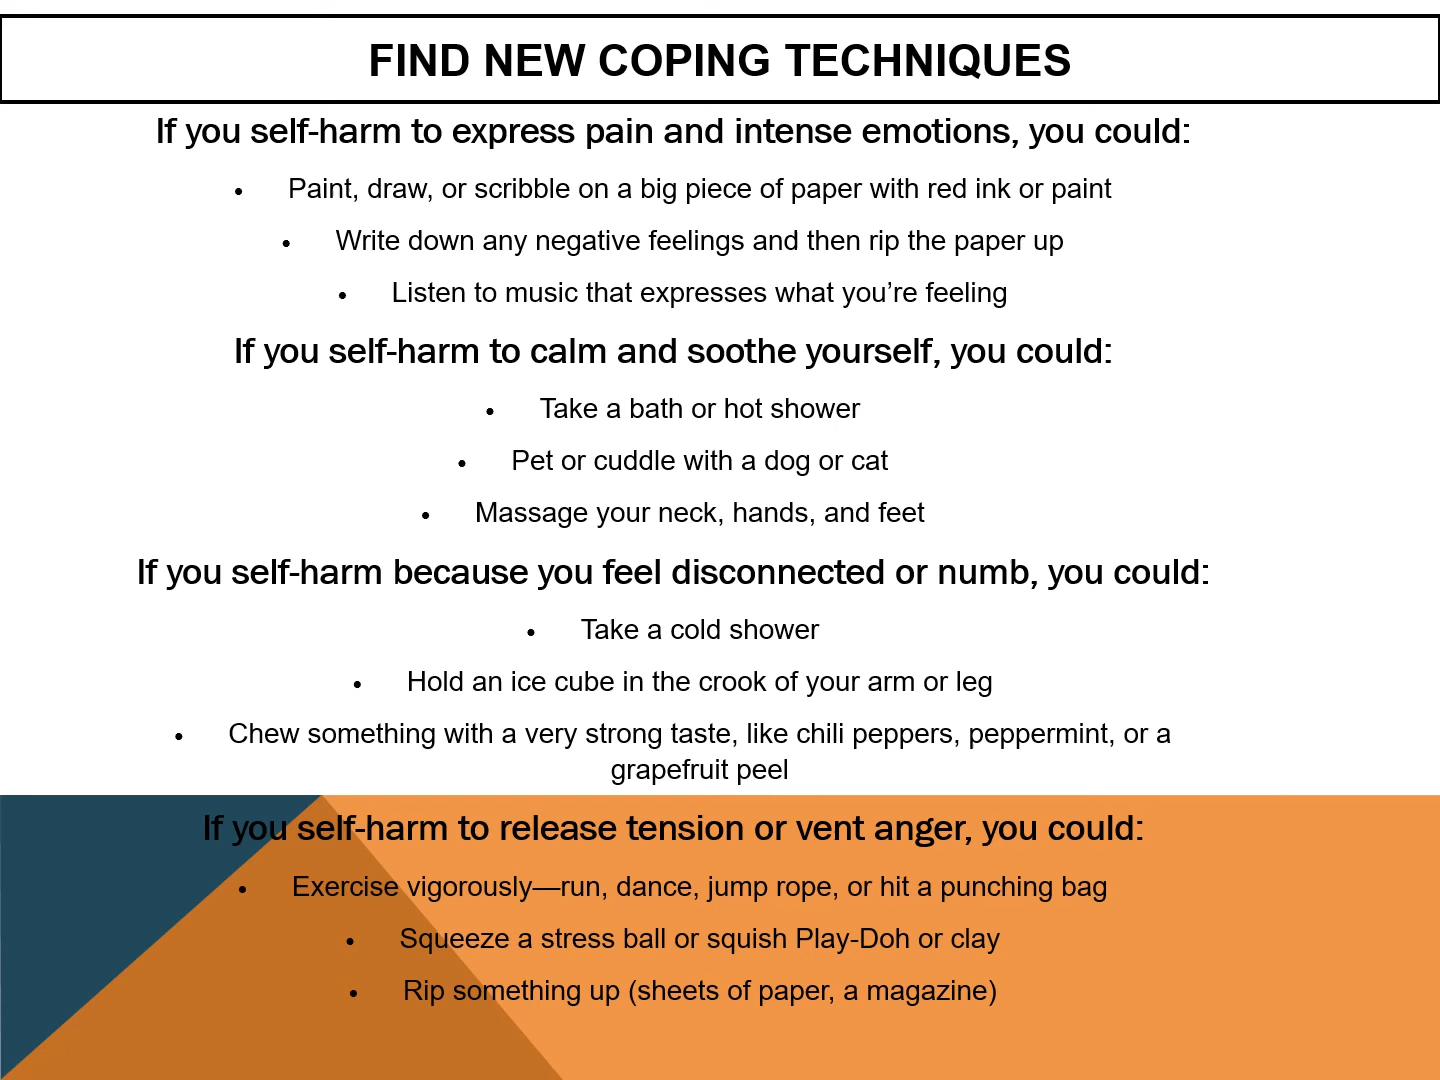 FIND NEW COPING TECHNIQUES
If you self-harm to express pain and intense emotions, you could:
• Paint, draw, or scribble on a big piece of paper with red ink or paint
• Write down any negative feelings and then rip the paper up
• Listen to music that expresses what you’re feeling
If you self-harm to calm and soothe yourself, you could:
• Take a bath or hot shower
• Pet or cuddle with a dog or cat
• Massage your neck, hands, and feet
If you self-harm because you feel disconnected or numb, you could:
• Take a cold shower
• Hold an ice cube in the crook of your arm or leg
• Chew something with a very strong taste, like chili peppers, peppermint, or a
grapefruit peel
If you self-harm to release tension or vent anger, you could:
• Exercise vigorously—run, dance, jump rope, or hit a punching bag
• Squeeze a stress ball or squish Play-Doh or clay
• Rip something up (sheets of paper, a magazine)